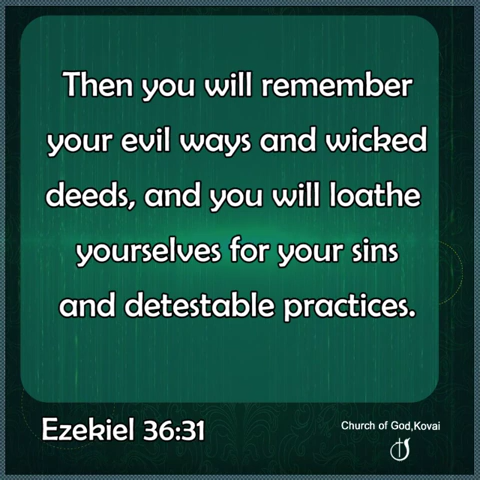 Then you will remember
your evil ways and wicked
deeds, and you will loathe
yourselves for your sins
and detestable practices.
Ezekiel 36:31
Church of God,Kovai